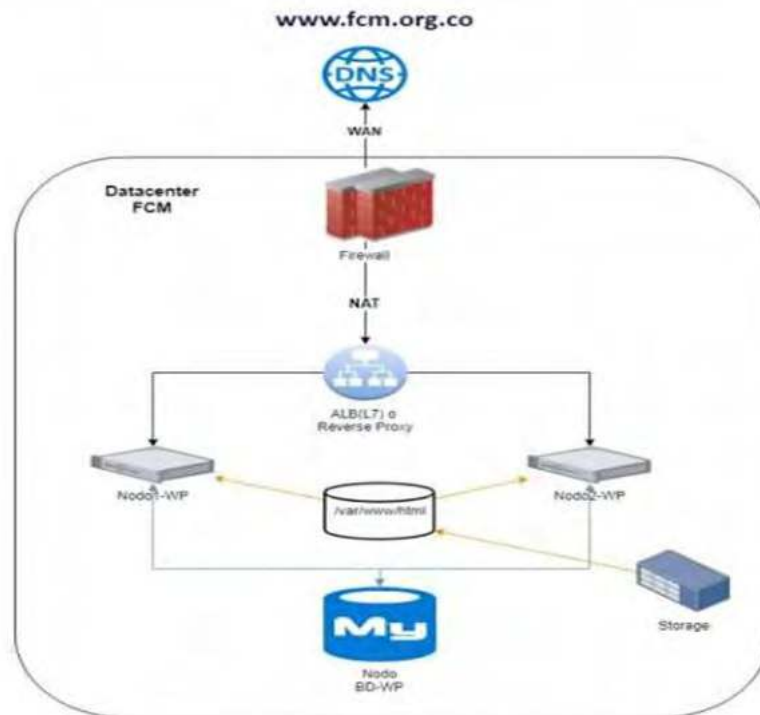 www.fcm.org.co
DNS
WAN
Datacenter
FCM
Firewall
NAT
ALB(L7) o
Reverse Proxy
Nodo1-WP
Nodo2-WP
/var/www/html
Storage
My
Nodo
BD-WP